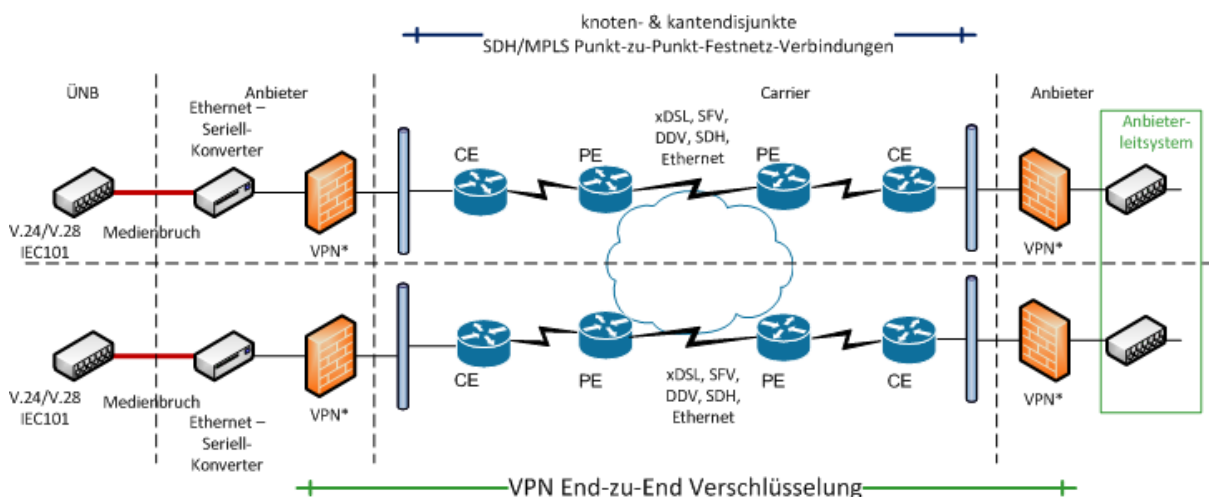 knoten- & kantendisjunkte
SDH/MPLS Punkt-zu-Punkt-Festnetz-Verbindungen
ÜNB
Anbieter
Carrier
Anbieter
Ethernet –
Seriell-
Konverter
xDSL, SFV,
DDV, SDH,
Ethernet
Anbieter-
leitsystem
CE
PE
PE
CE
V.24/V.28
IEC101
Medienbruch
VPN*
VPN*
V.24/V.28
IEC101
Medienbruch
Ethernet –
Seriell-
Konverter
VPN*
CE
PE
xDSL, SFV,
DDV, SDH,
Ethernet
PE
CE
VPN*
VPN End-zu-End Verschlüsselung